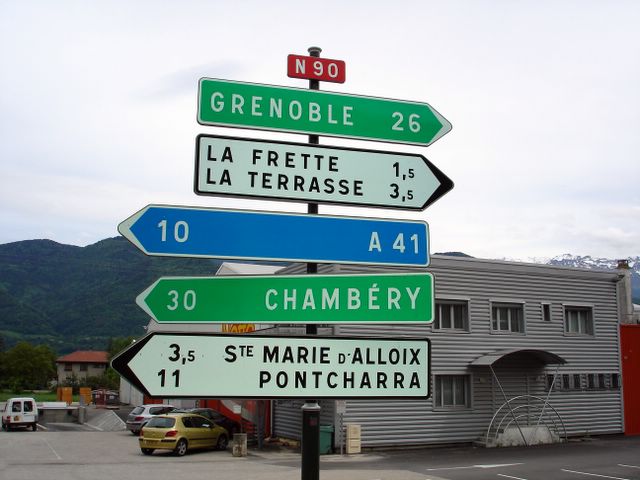 N 90
GRENOBLE 26
LA FRETTE 1,5
LA TERRASSE 3,5
10 A 41
30 CHAMBÉRY
3,5 STE MARIE D'ALLOIX
11 PONTCHARRA